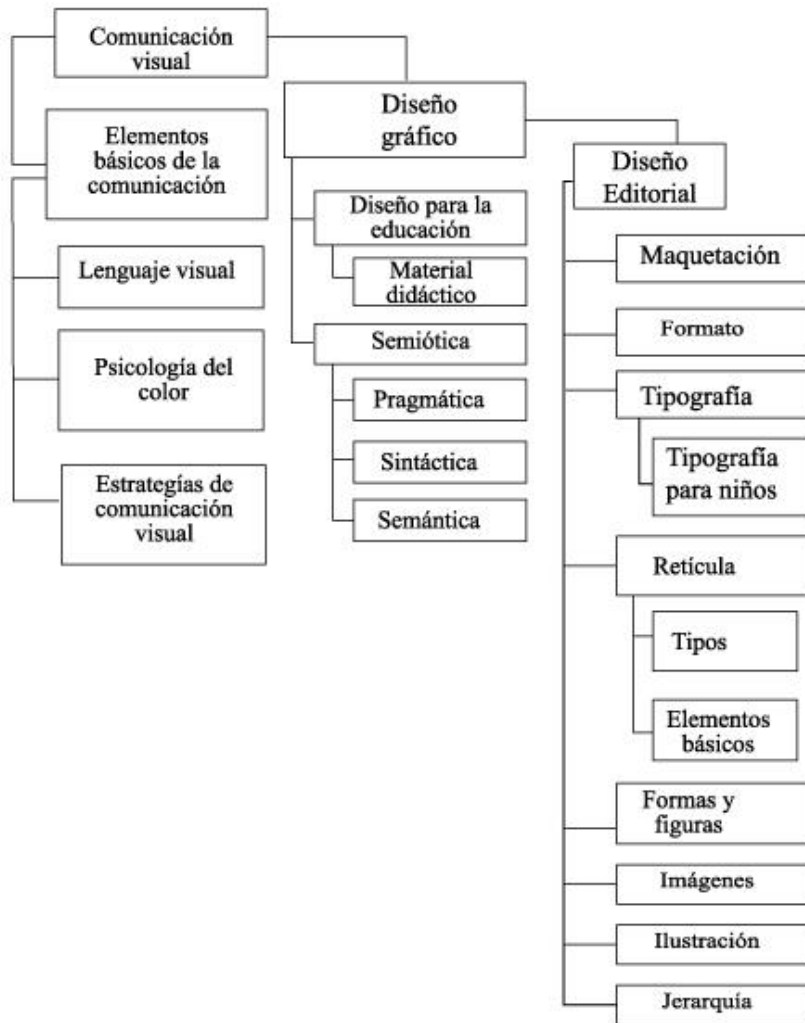 Comunicación
visual
Elementos
básicos de la
comunicación
Lenguaje visual
Psicología del
color
Estrategías de
comunicación
visual
Diseño
gráfico
Diseño para la
educación
Material
didáctico
Semiótica
Pragmática
Sintáctica
Semántica
Diseño
Editorial
Maquetación
Formato
Tipografía
Tipografía
para niños
Retícula
Tipos
Elementos
básicos
Formas y
figuras
Imágenes
Ilustración
Jerarquía